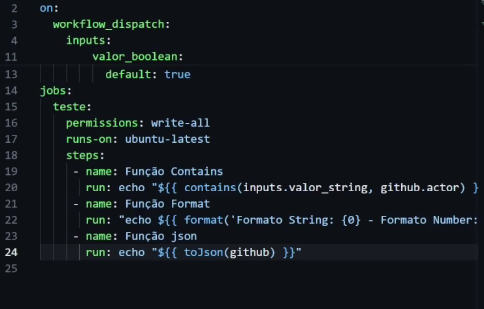 2 on:
3 workflow_dispatch:
4 inputs:
11 valor_boolean:
13 default: true
14 jobs:
15 teste:
16 permissions: write-all
17 runs-on: ubuntu-latest
18 steps:
19 - name: Função Contains
20 run: echo "${{ contains(inputs.valor_string, github.actor) }
21 - name: Função Format
22 run: "echo ${{ format('Formato String: {0} - Formato Number:
23 - name: Função json
24 run: echo "${{ toJson(github) }}"
25